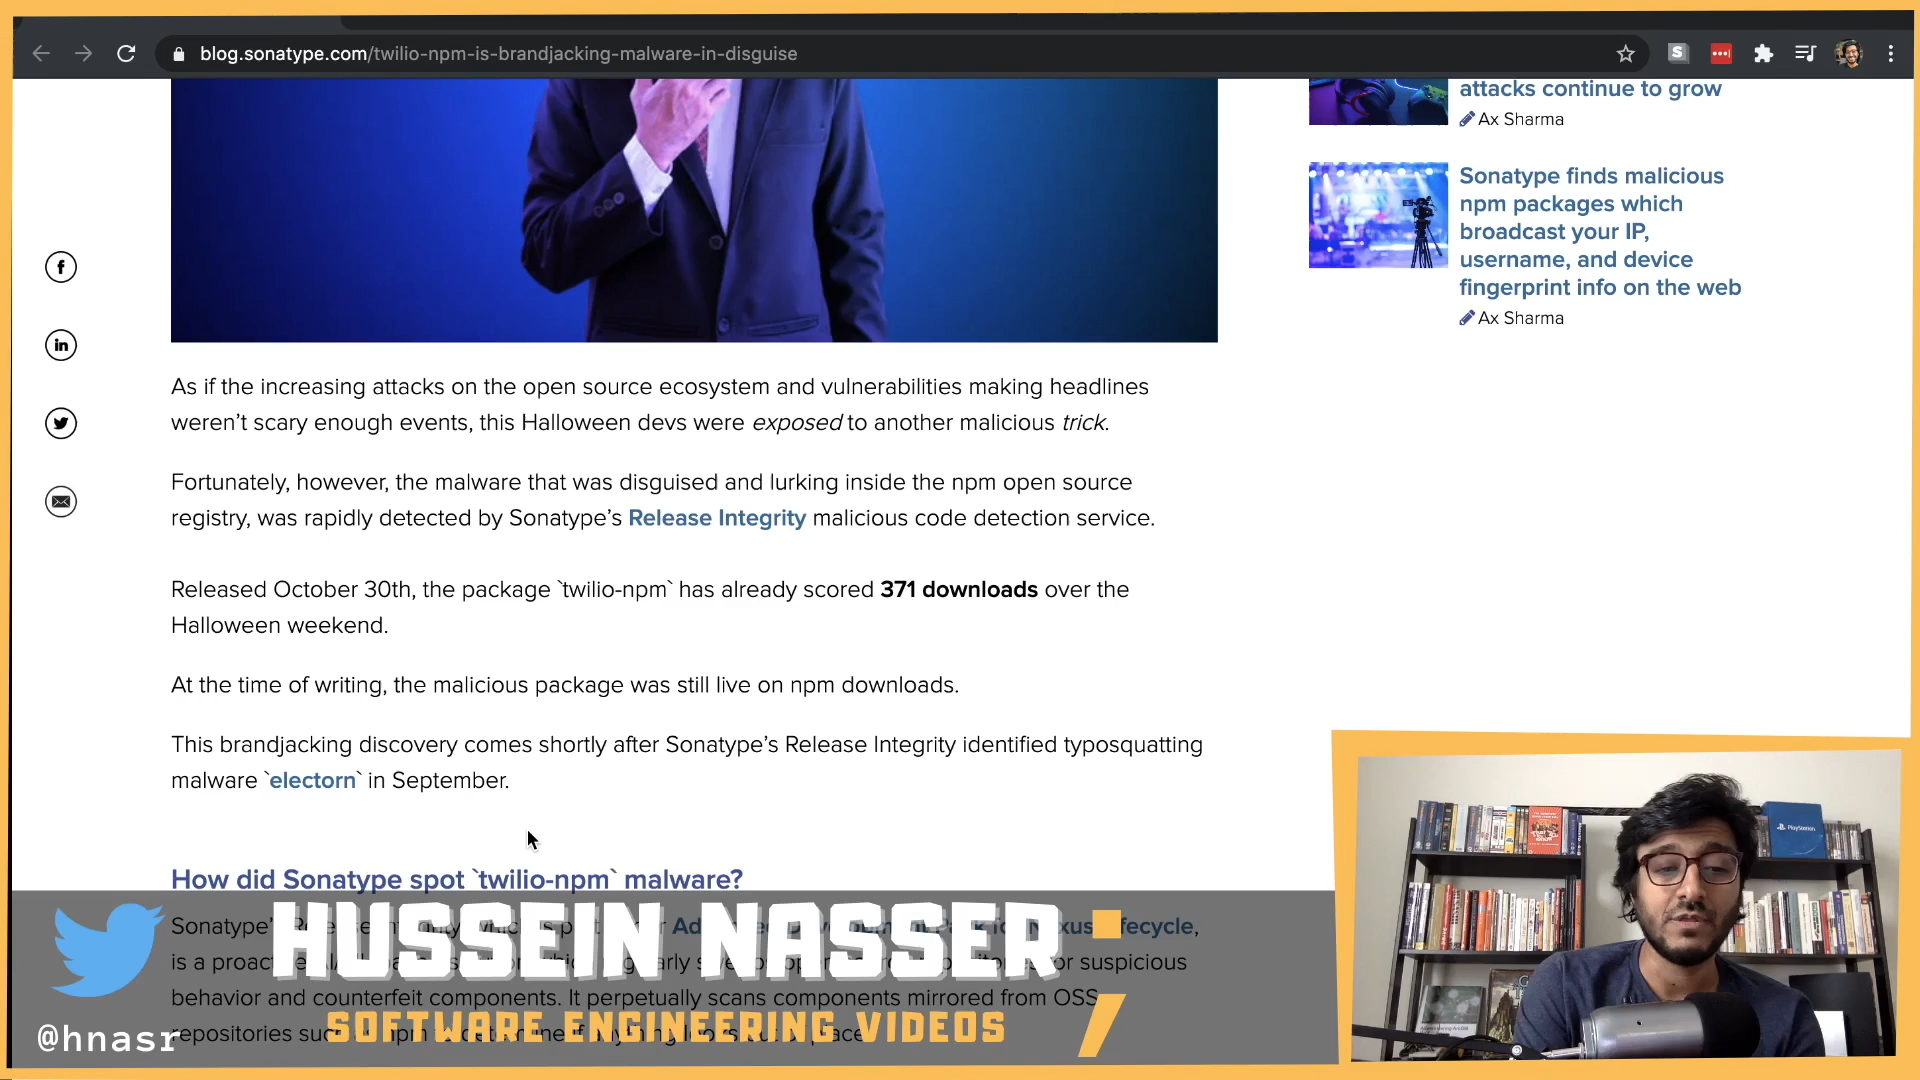 blog.sonatype.com/twilio-npm-is-brandjacking-malware-in-disguise
S
attacks continue to grow
Ax Sharma
Sonatype finds malicious
npm packages which
broadcast your IP,
username, and device
fingerprint info on the web
Ax Sharma
f
in
As if the increasing attacks on the open source ecosystem and vulnerabilities making headlines
weren't scary enough events, this Halloween devs were exposed to another malicious trick.
Fortunately, however, the malware that was disguised and lurking inside the npm open source
registry, was rapidly detected by Sonatype's Release Integrity malicious code detection service.
Released October 30th, the package `twilio-npm` has already scored 371 downloads over the
Halloween weekend.
At the time of writing, the malicious package was still live on npm downloads.
This brandjacking discovery comes shortly after Sonatype's Release Integrity identified typosquatting
malware `electorn` in September.
How did Sonatype spot `twilio-npm` malware?
HUSSEIN NASSER;
SOFTWARE ENGINEERING VIDEOS
@hnasr
Sonatype'
is a
suspicious
behavior and counterfeit components. It perpetually scans components mirrored from OSS
repositories
PlayStation